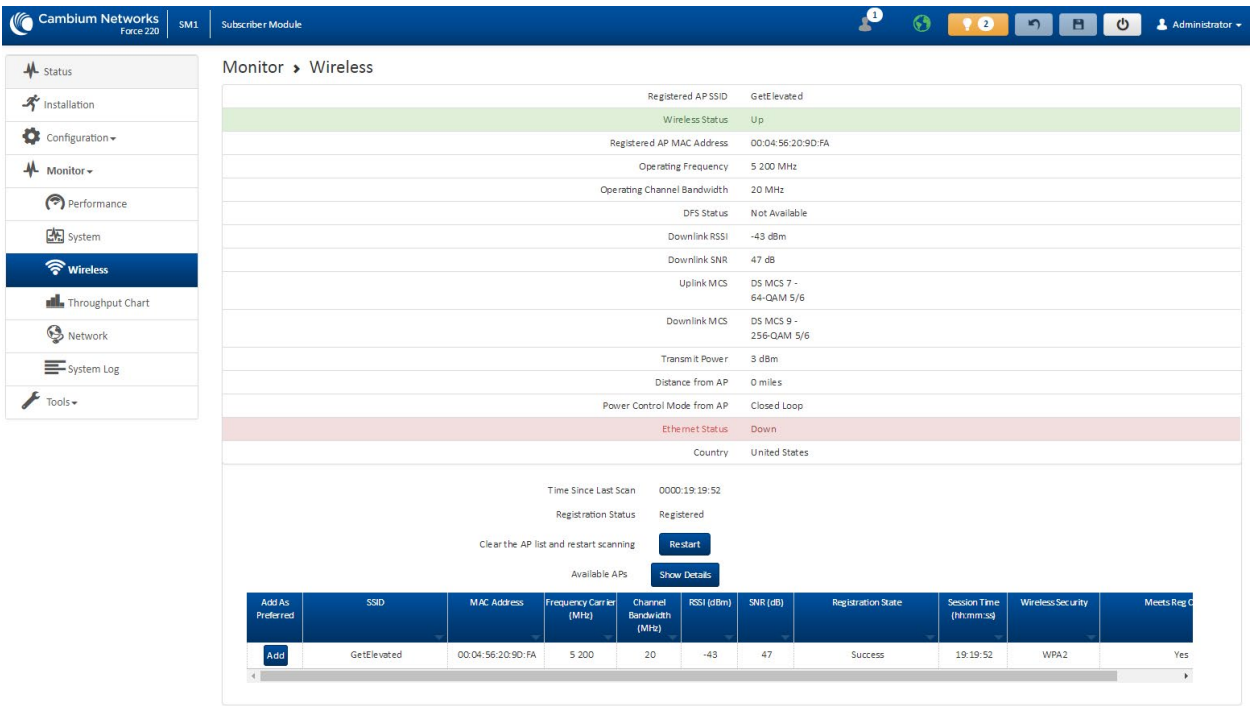 Cambium Networks
Force 220
SM1
Subscriber Module
1
2
Administrator
Status
Installation
Configuration
Monitor
Performance
System
Wireless
Throughput Chart
Network
System Log
Tools
Monitor > Wireless
Registered AP SSID GetElevated
Wireless Status Up
Registered AP MAC Address 00:04:56:20:9D:FA
Operating Frequency 5 200 MHz
Operating Channel Bandwidth 20 MHz
DFS Status Not Available
Downlink RSSI -43 dBm
Downlink SNR 47 dB
Uplink MCS DS MCS 7 -
64-QAM 5/6
Downlink MCS DS MCS 9 -
256-QAM 5/6
Transmit Power 3 dBm
Distance from AP 0 miles
Power Control Mode from AP Closed Loop
Ethernet Status Down
Country United States
Time Since Last Scan 0000:19:19:52
Registration Status Registered
Clear the AP list and restart scanning Restart
Available APs Show Details
Add As Preferred SSID MAC Address Frequency Carrier (MHz) Channel Bandwidth (MHz) RSSI (dBm) SNR (dB) Registration State Session Time (hh:mm:ss) Wireless Security Meets Reg C
Add GetElevated 00:04:56:20:9D:FA 5 200 20 -43 47 Success 19:19:52 WPA2 Yes